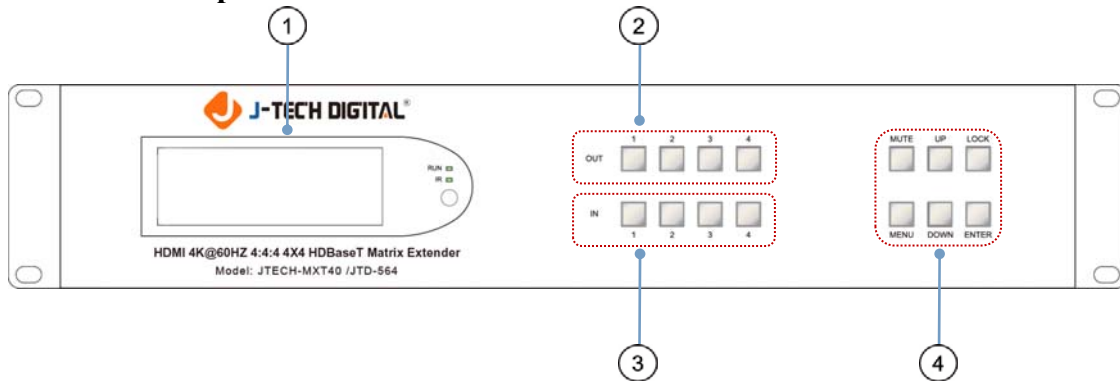 1 2
J-TECH DIGITAL®
RUN
IR
OUT 1 2 3 4
IN 1 2 3 4
MUTE UP LOCK
MENU DOWN ENTER
HDMI 4K@60HZ 4:4:4 4X4 HDBaseT Matrix Extender
Model: JTECH-MXT40 /JTD-564
3 4